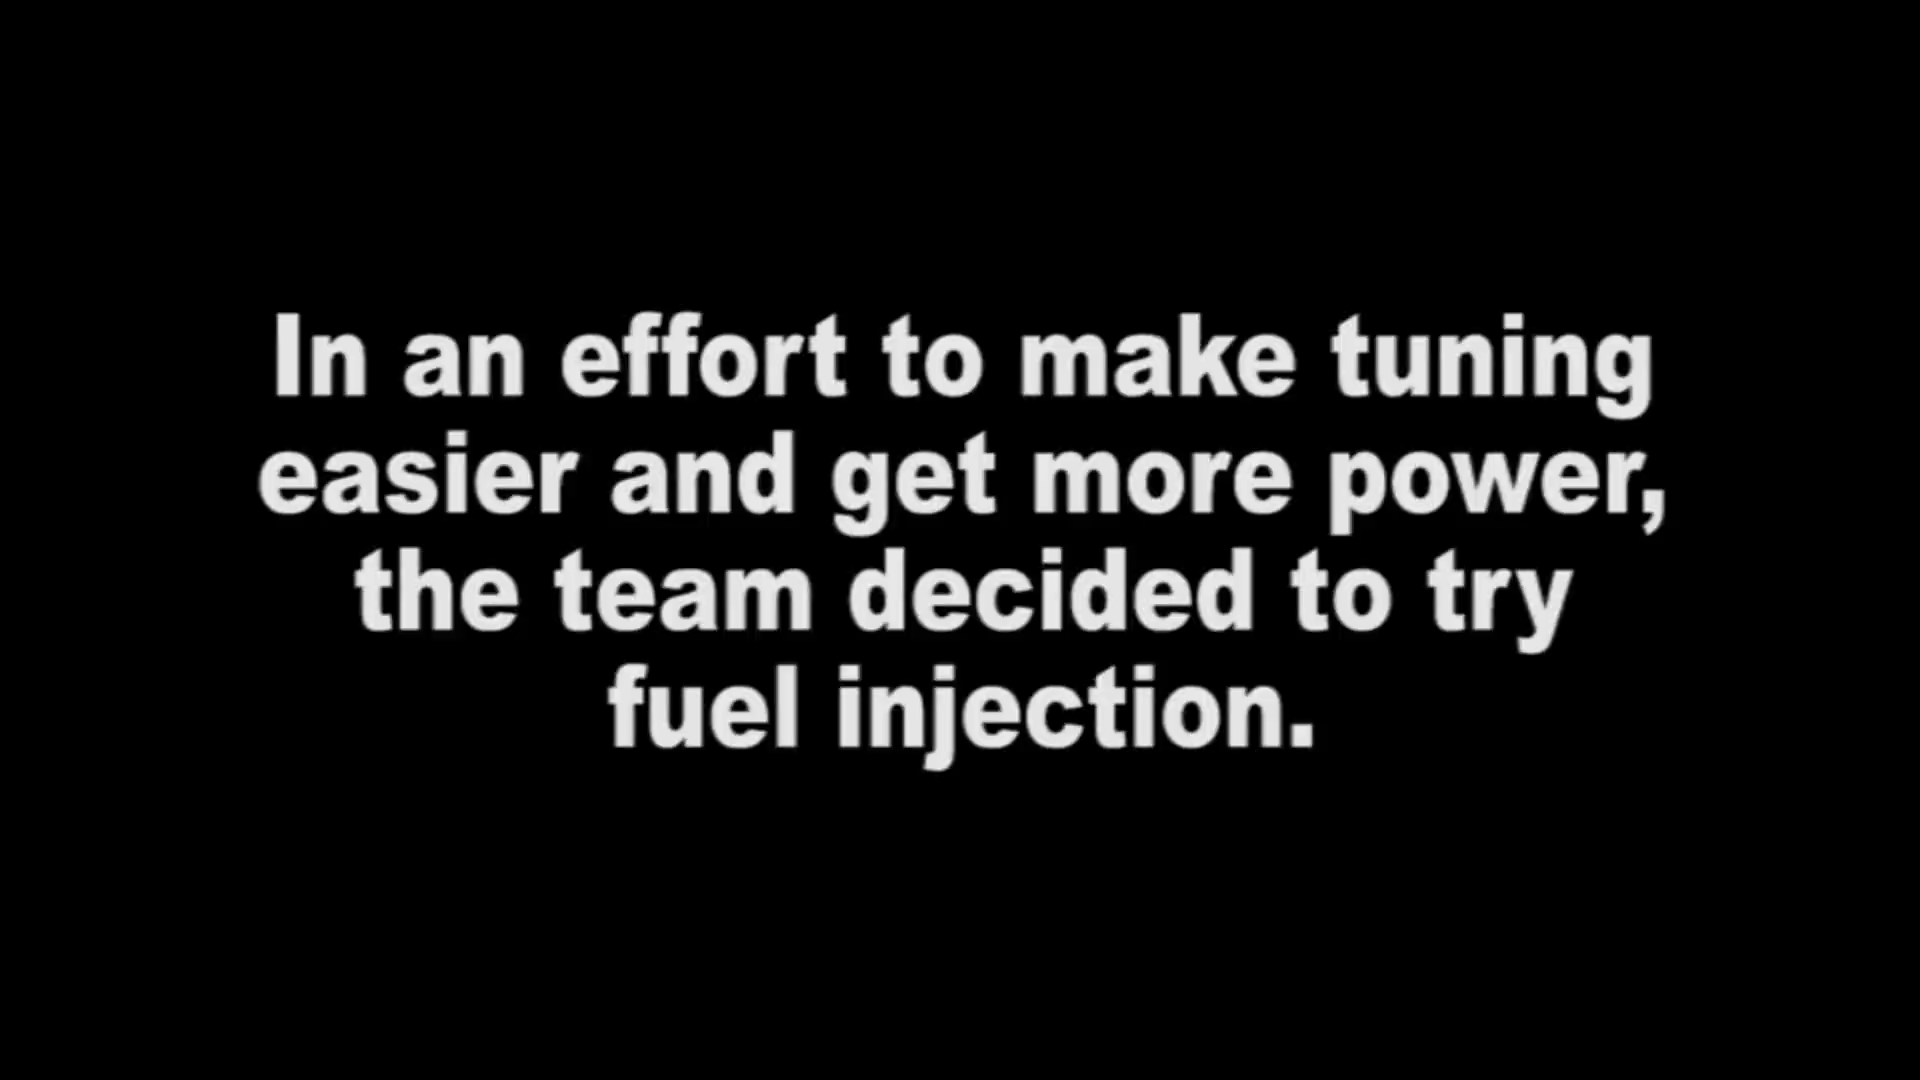 In an effort to make tuning
easier and get more power,
the team decided to try
fuel injection.